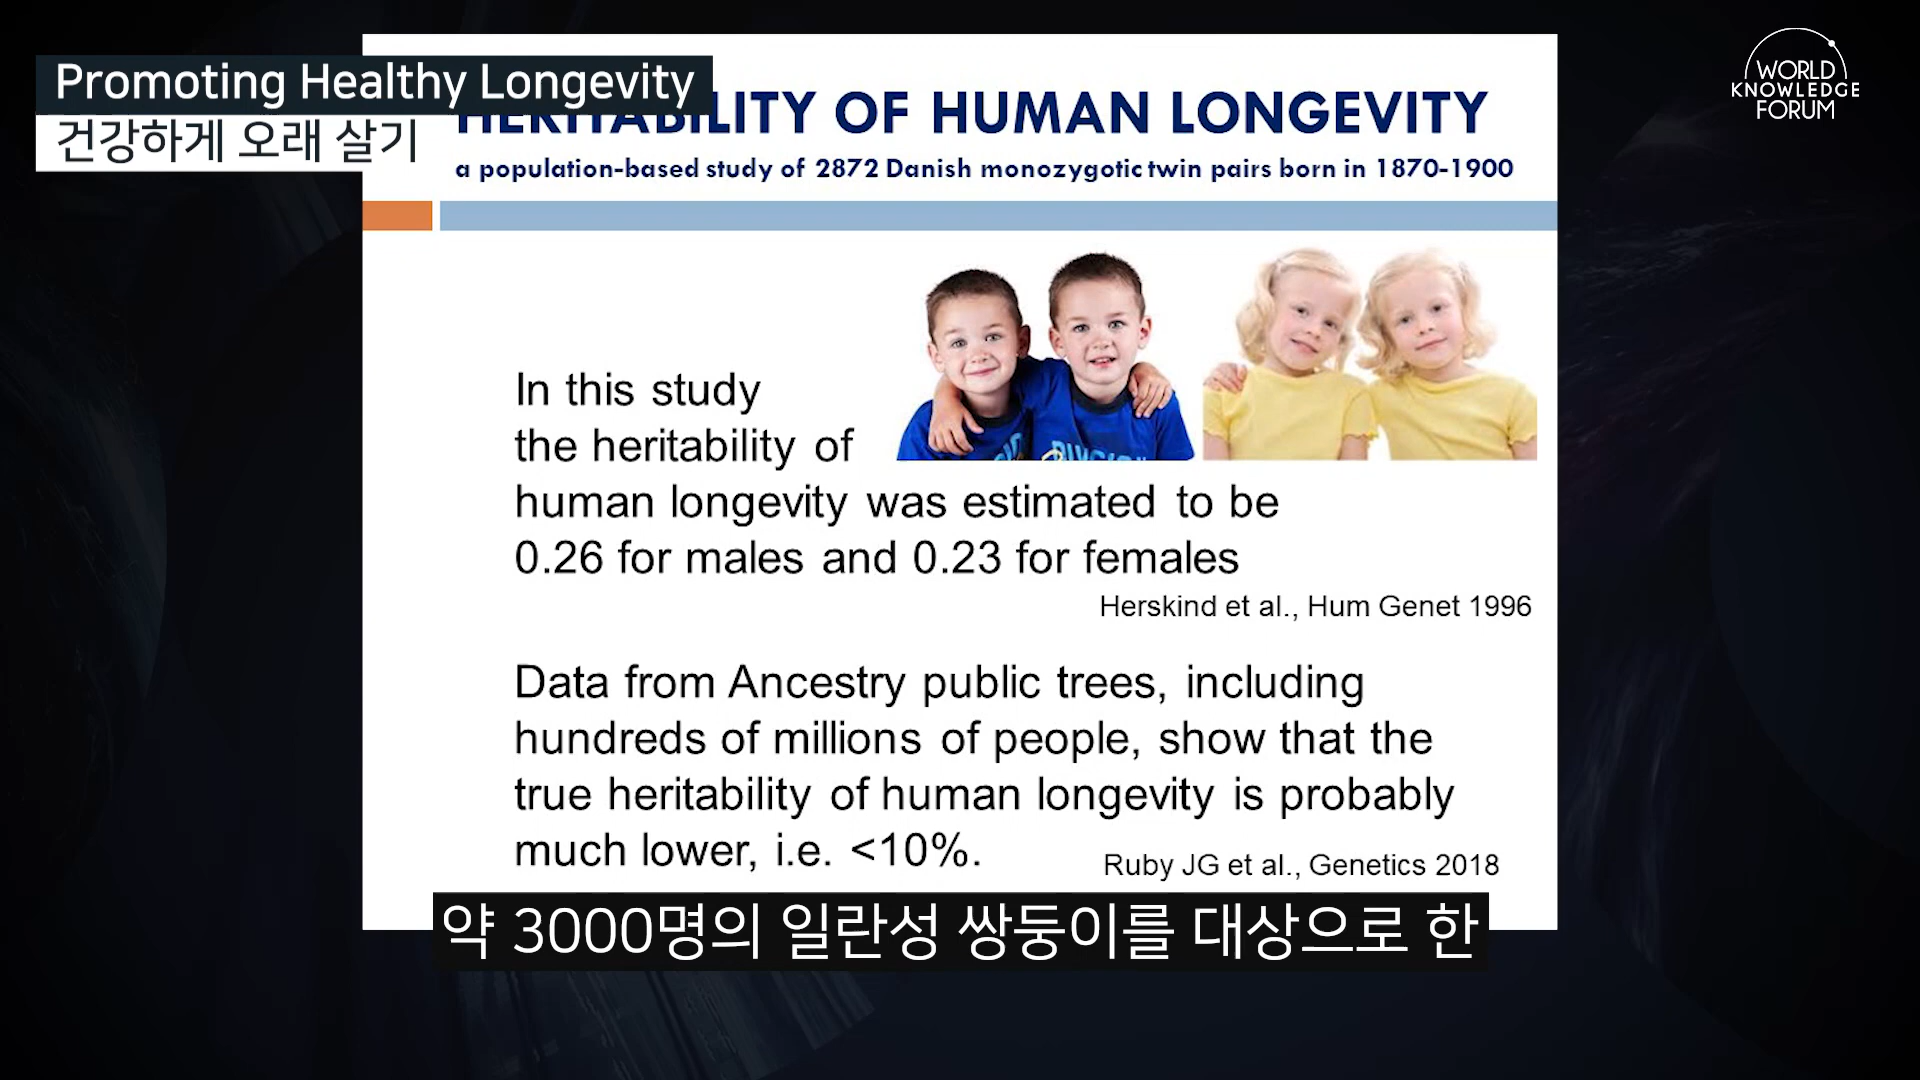 Promoting Healthy Longevity
건강하게 오래 살기
WORLD
KNOWLEDGE
FORUM
HERITABILITY OF HUMAN LONGEVITY
a population-based study of 2872 Danish monozygotic twin pairs born in 1870-1900
In this study
the heritability of
human longevity was estimated to be
0.26 for males and 0.23 for females
Herskind et al., Hum Genet 1996
Data from Ancestry public trees, including
hundreds of millions of people, show that the
true heritability of human longevity is probably
much lower, i.e. <10%.
Ruby JG et al., Genetics 2018
약 3000명의 일란성 쌍둥이를 대상으로 한